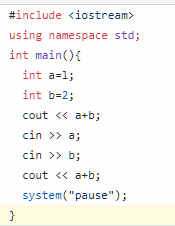 #include <iostream>
using namespace std;
int main(){
int a=1;
int b=2;
cout << a+b;
cin >> a;
cin >> b;
cout << a+b;
system("pause");
}